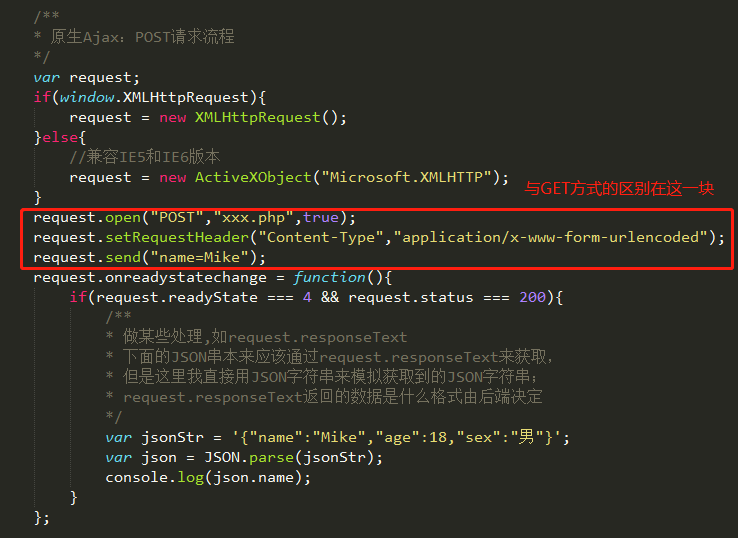 /**
* 原生Ajax：POST请求流程
*/
var request;
if(window.XMLHttpRequest){
request = new XMLHttpRequest();
}else{
//兼容IE5和IE6版本
request = new ActiveXObject("Microsoft.XMLHTTP");
}
与GET方式的区别在这一块
request.open("POST","xxx.php",true);
request.setRequestHeader("Content-Type","application/x-www-form-urlencoded");
request.send("name=Mike");
request.onreadystatechange = function(){
if(request.readyState === 4 && request.status === 200){
/**
* 做某些处理,如request.responseText
* 下面的JSON串本来应该通过request.responseText来获取，
* 但是这里我直接用JSON字符串来模拟获取到的JSON字符串；
* request.responseText返回的数据是什么格式由后端决定
*/
var jsonStr = '{"name":"Mike","age":18,"sex":"男"}';
var json = JSON.parse(jsonStr);
console.log(json.name);
}
};